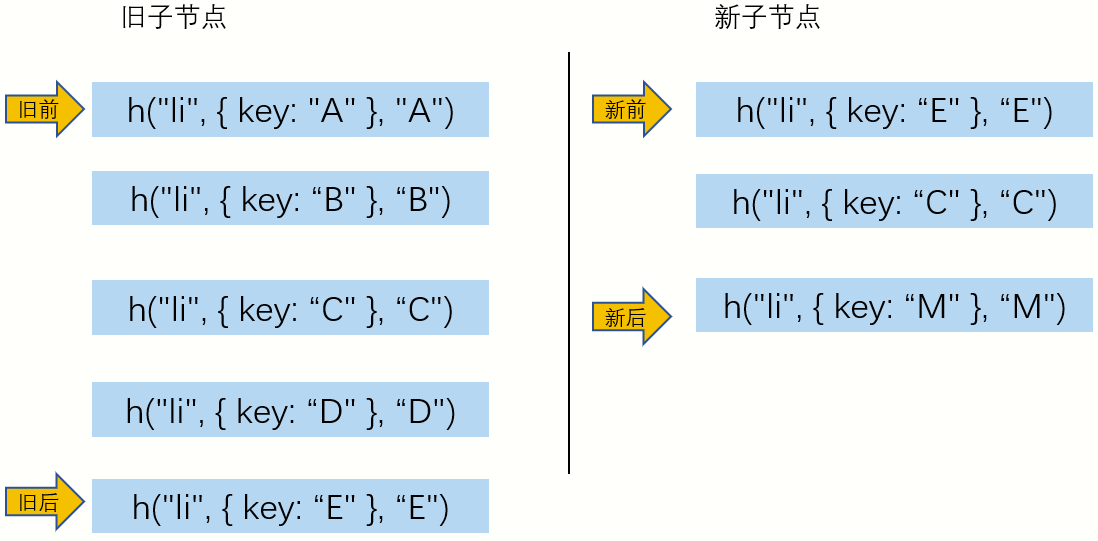 旧子节点
旧前
h("li", { key: "A" }, "A")
h("li", { key: “B" }, “B")
h("li", { key: “C" }, “C")
h("li", { key: “D" }, “D")
旧后
h("li", { key: “E" }, “E")
新子节点
新前
h("li", { key: “E" }, “E")
h("li", { key: “C" }, “C")
新后
h("li", { key: “M" }, “M")